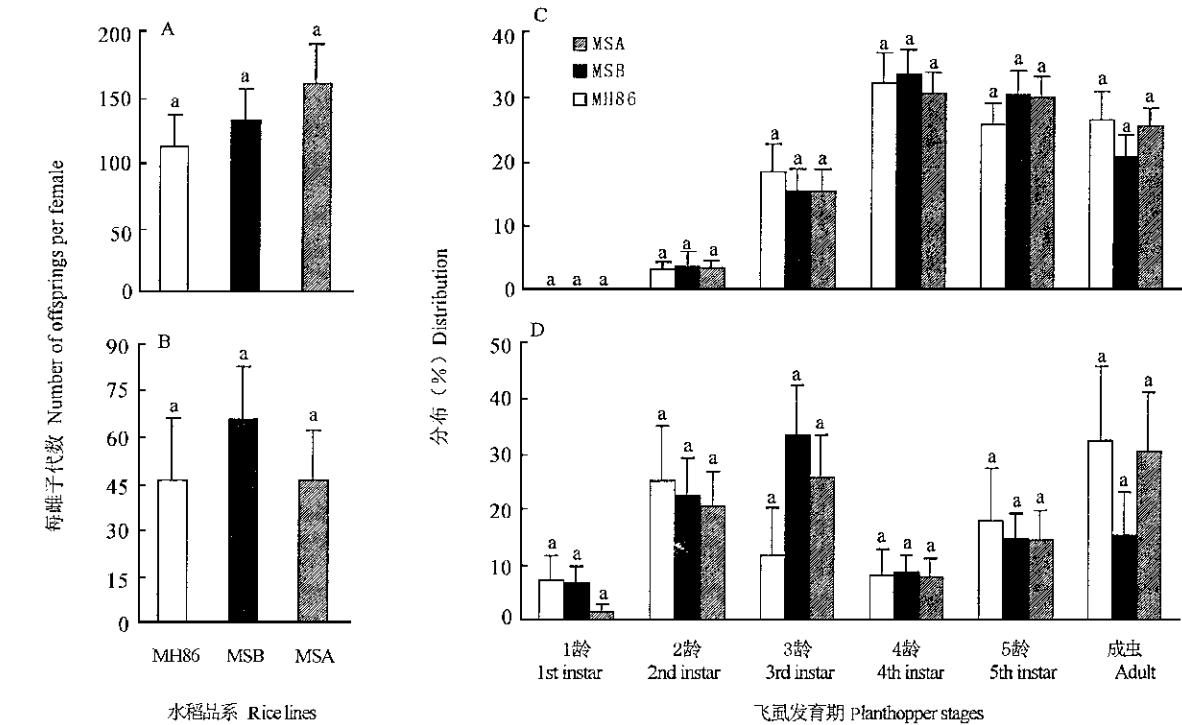 每雌子代数 Number of offsprings per female
A
200
150
100
50
0
a
a
a
B
90
75
60
45
30
15
0
a
a
a
MH86 MSB MSA
水稻品系 Rice lines
分布（%）Distribution
C
40
30
20
10
0
MSA
MSB
MH86
a a a
a a a
a a a
a a a
a a a
a a a
D
50
40
30
20
10
0
a a a
a a a
a a a
a a a
a a a
a a a
1龄 2龄 3龄 4龄 5龄 成虫
1st instar 2nd instar 3rd instar 4th instar 5th instar Adult
飞虱发育期 Planthopper stages